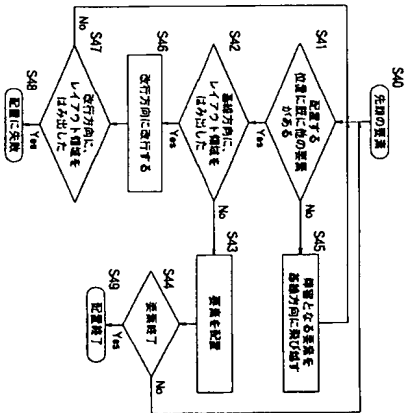 S40
先頭の要素
S41
配置する
位置に既に他の要素
がある
Yes
No
S45
障害となる要素を
基線方向に飛び越す
S42
基線方向に、
レイアウト領域を
はみ出した
Yes
No
S43
要素を配置
S46
改行方向に改行する
S44
要素終了
No
Yes
S47
改行方向に、
レイアウト領域を
はみ出した
No
Yes
S48
配置に失敗
S49
配置終了